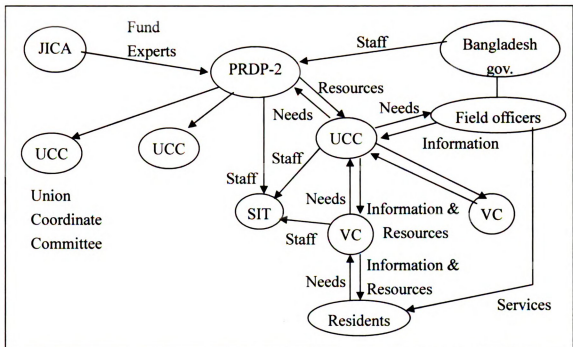 Fund
JICA
Experts
Staff
Bangladesh
gov.
PRDP-2
Resources
Needs
Needs
Field officers
UCC
UCC
UCC
Information
Staff
Union
Coordinate
Committee
Staff
SIT
Needs
Information &
Resources
VC
Staff
VC
Needs
Information &
Resources
Services
Residents